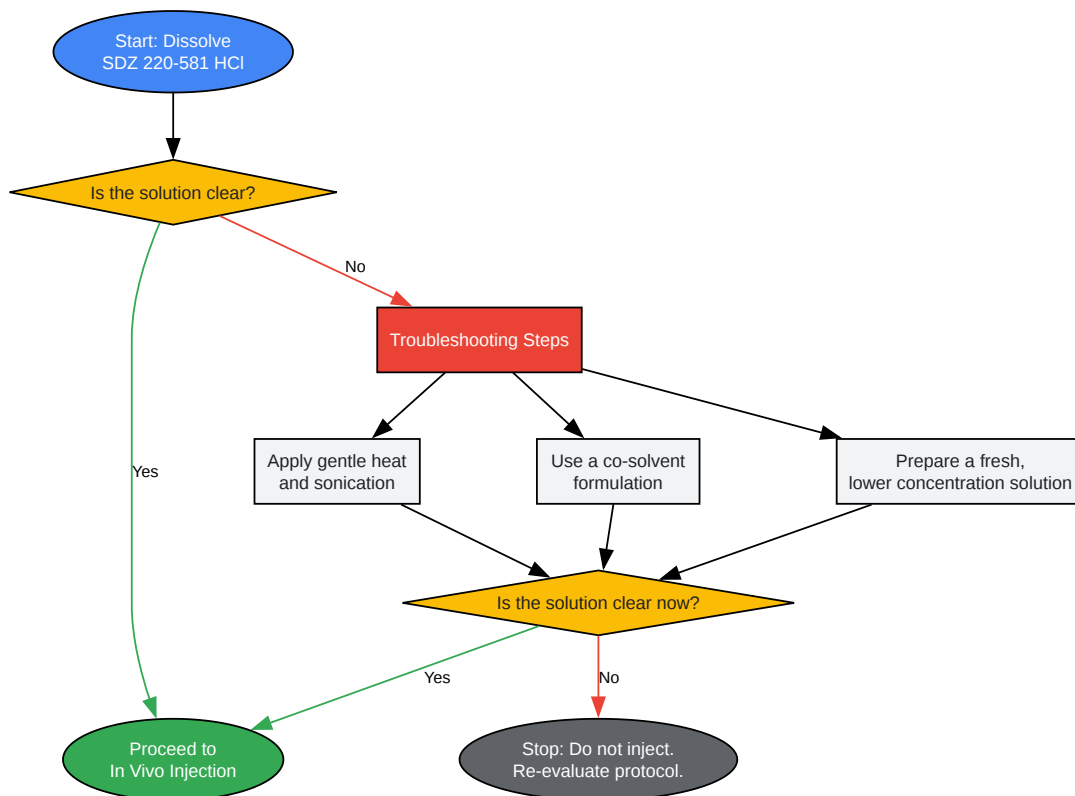 Start: Dissolve
SDZ 220-581 HCl
Is the solution clear?
No
Troubleshooting Steps
Apply gentle heat
and sonication
Use a co-solvent
formulation
Prepare a fresh,
lower concentration solution
Yes
Is the solution clear now?
Yes
No
Proceed to
In Vivo Injection
Stop: Do not inject.
Re-evaluate protocol.